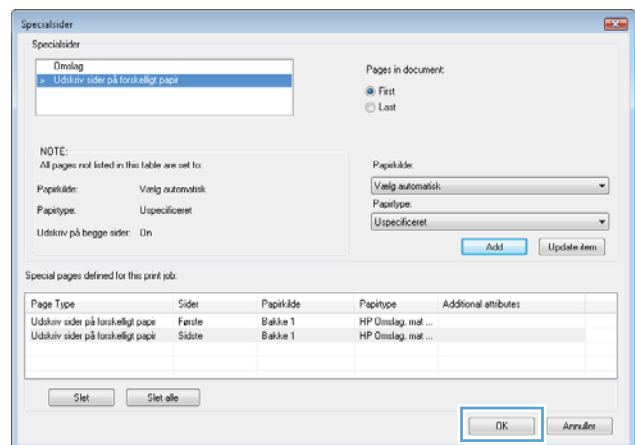 Specialsider
Specialsider
Omslag
» Udskriv sider på forskelligt papir
Pages in document:
First
Last
NOTE:
All pages not listed in this table are set to:
Papirkilde: Vælg automatisk
Papirtype: Uspecificeret
Udskriv på begge sider: On
Papirkilde:
Vælg automatisk
Papirtype:
Uspecificeret
Add Update item
Special pages defined for this print job:
Page Type Sider Papirkilde Papirtype Additional attributes
Udskriv sider på forskelligt papir Første Bakke 1 HP Omslag, mat ...
Udskriv sider på forskelligt papir Sidste Bakke 1 HP Omslag, mat ...
Slet Slet alle
OK Annuller